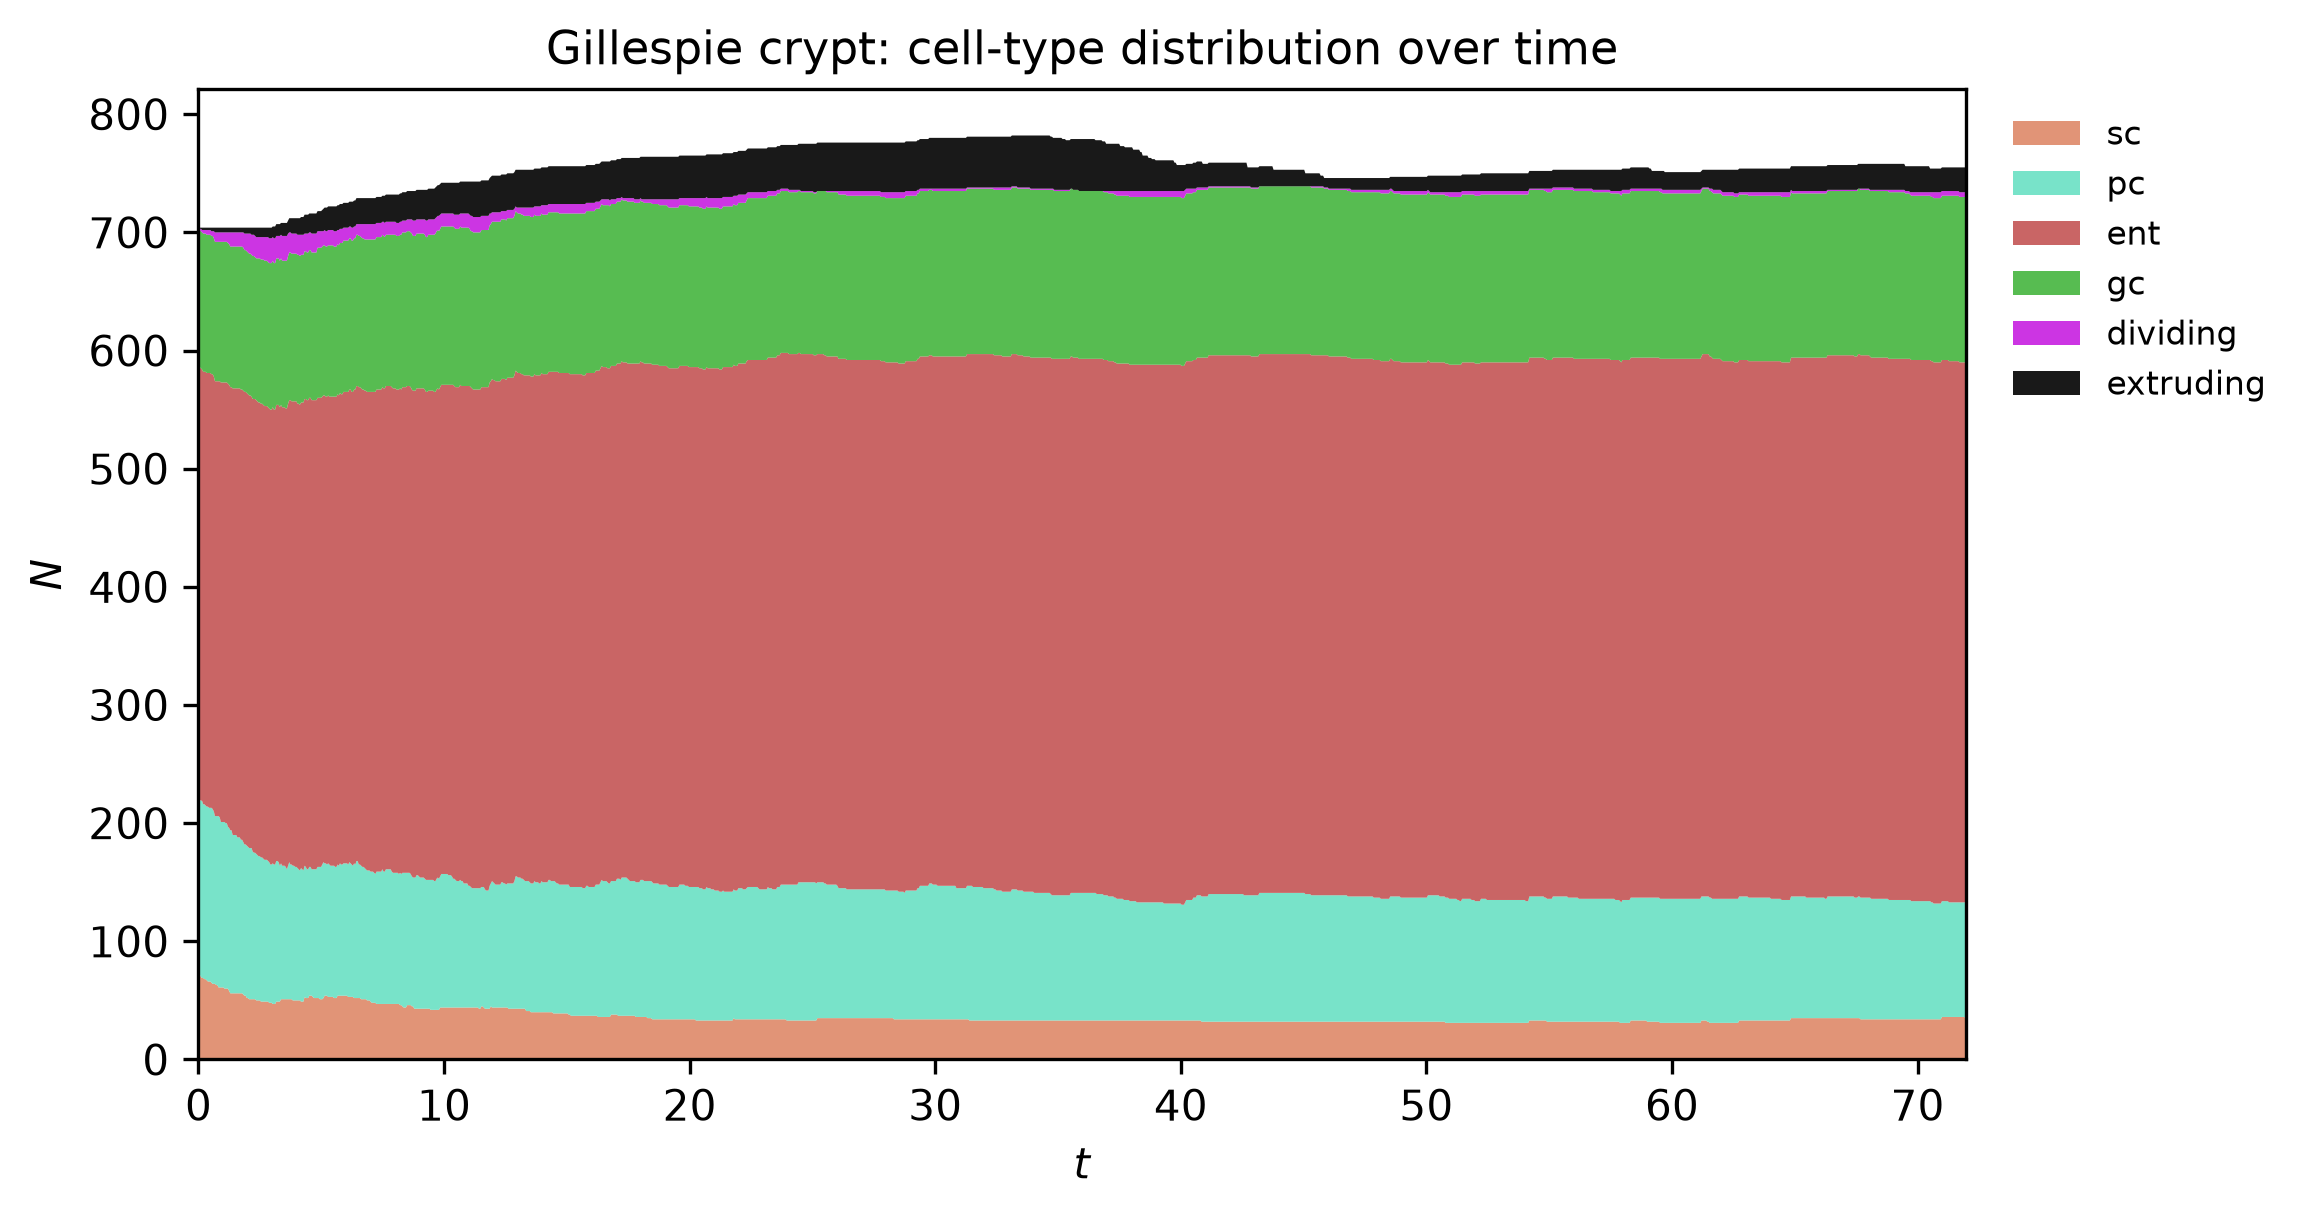 Gillespie crypt: cell-type distribution over time
800
700
600
500
400
300
200
100
0
N
0 10 20 30 40 50 60 70
t
sc
pc
ent
gc
dividing
extruding